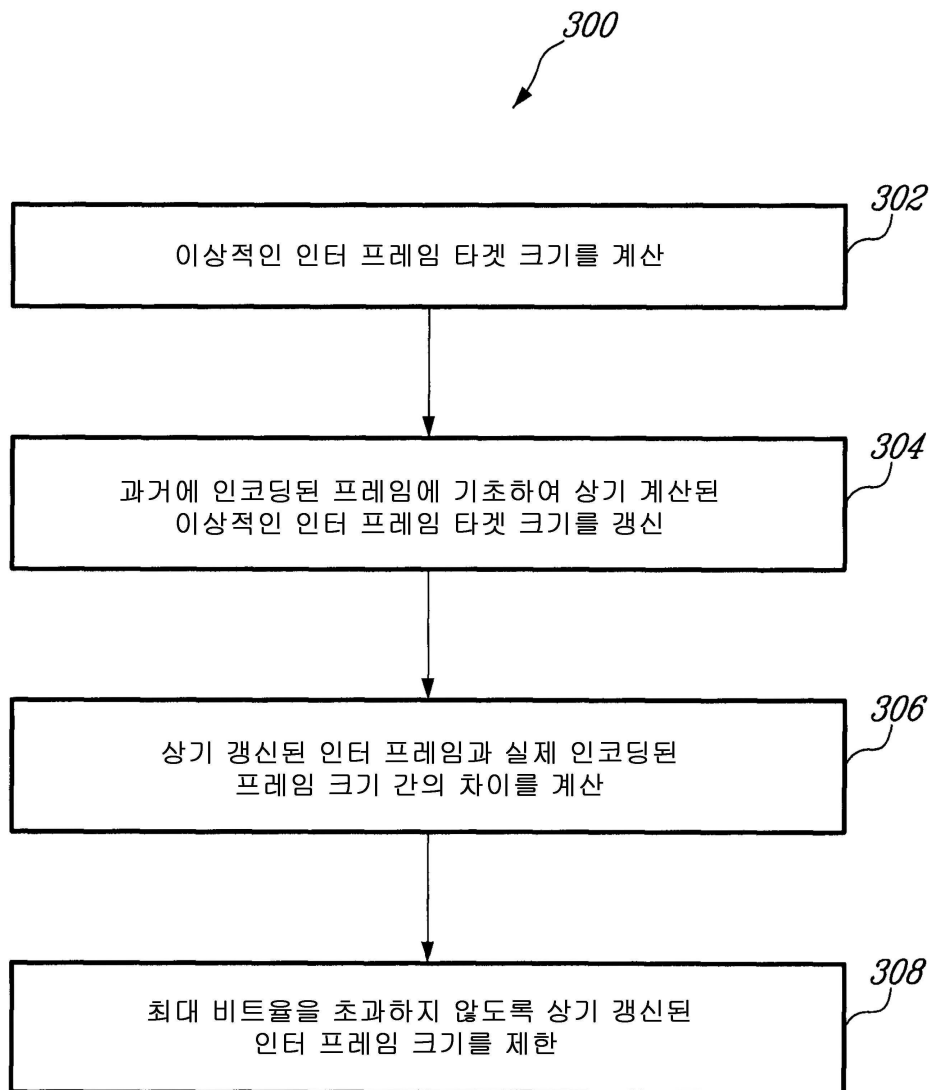 300
302
이상적인 인터 프레임 타겟 크기를 계산
304
과거에 인코딩된 프레임에 기초하여 상기 계산된
이상적인 인터 프레임 타겟 크기를 갱신
306
상기 갱신된 인터 프레임과 실제 인코딩된
프레임 크기 간의 차이를 계산
308
최대 비트율을 초과하지 않도록 상기 갱신된
인터 프레임 크기를 제한